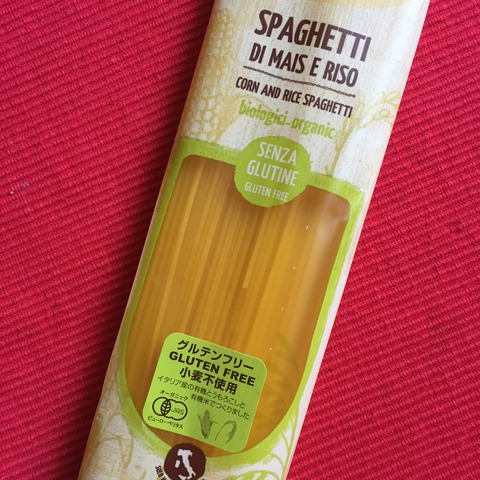 SPAGHETTI
DI MAIS E RISO
CORN AND RICE SPAGHETTI
biologici-organic
SENZA
GLUTINE
GLUTEN FREE
グルテンフリー
GLUTEN FREE
小麦不使用
イタリア産の有機とうもろこしと
有機米でつくりました
オーガニック
JAS
ビューローベリタス